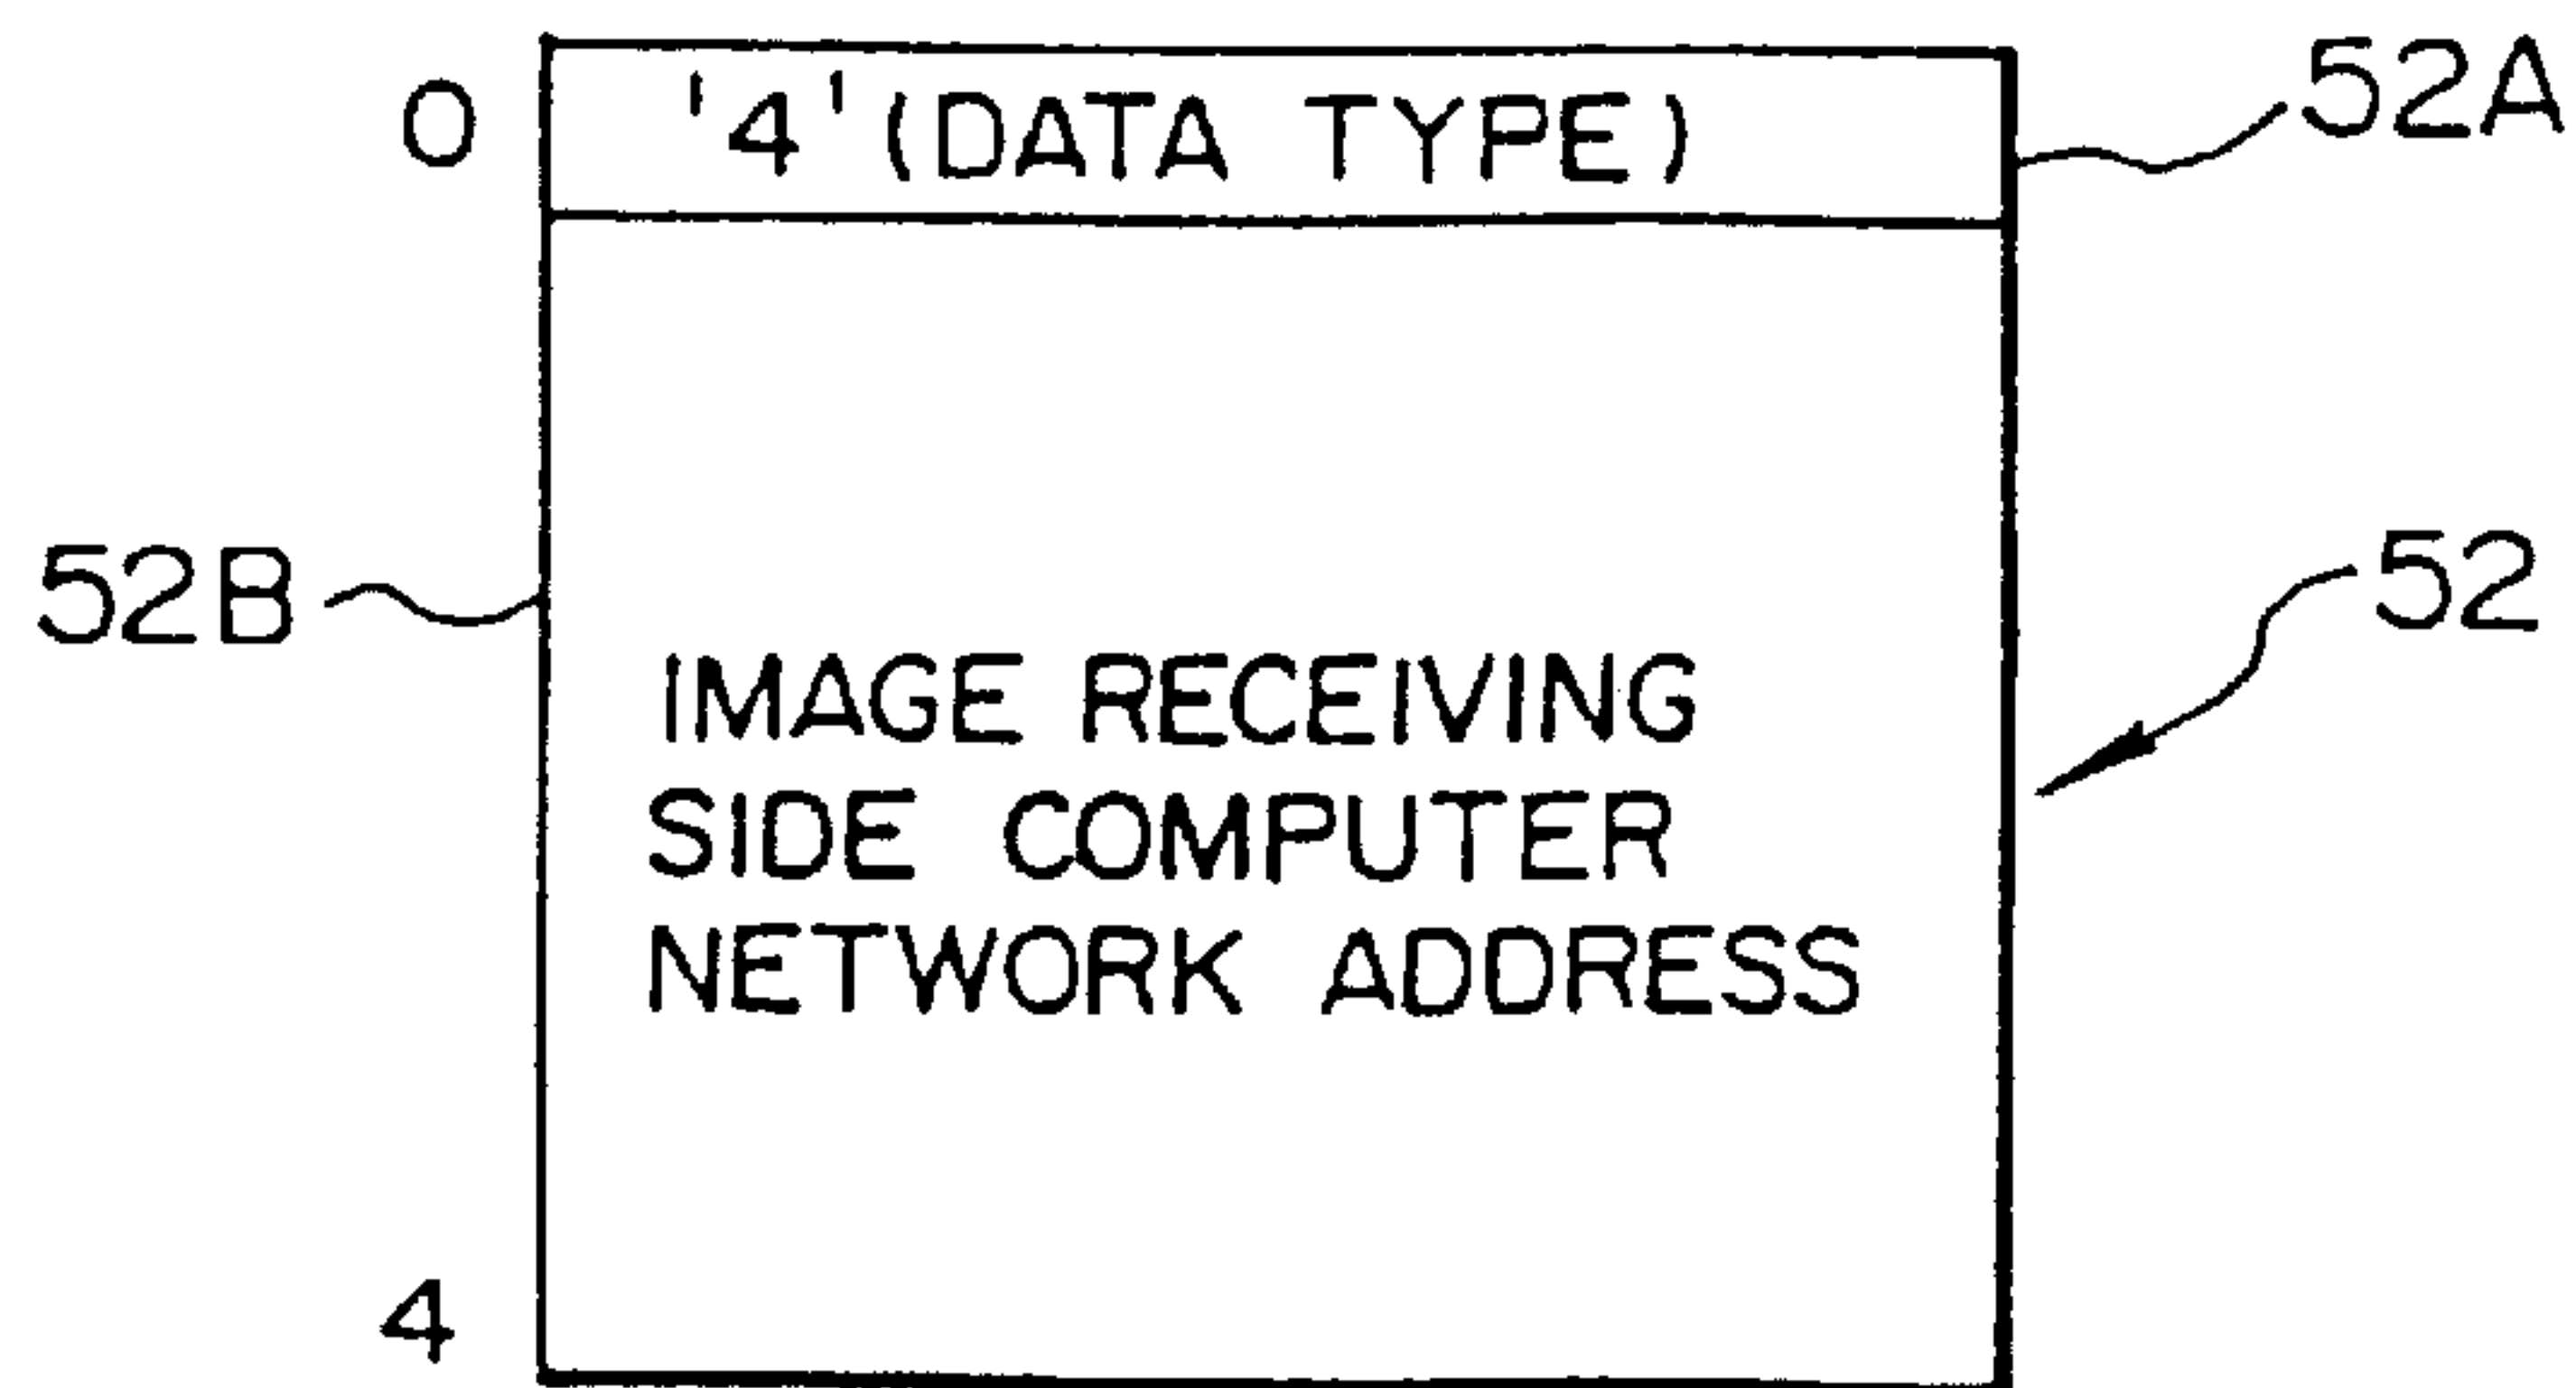 0 '4' (DATA TYPE) 52A
52B 52
IMAGE RECEIVING
SIDE COMPUTER
NETWORK ADDRESS
4